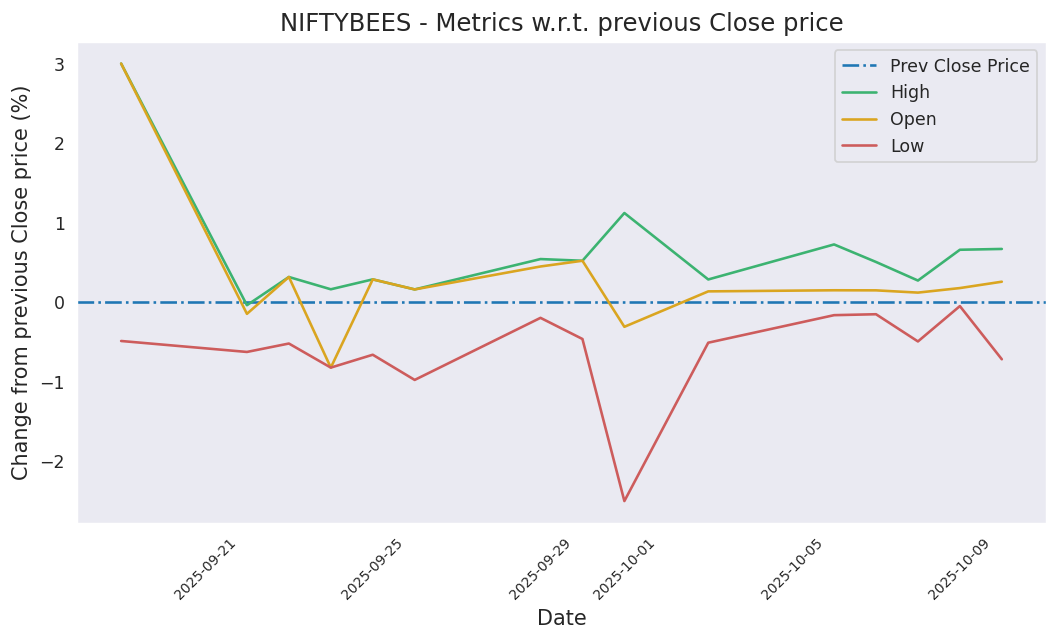 NIFTYBEES - Metrics w.r.t. previous Close price
Change from previous Close price (%)
3
2
1
0
−1
−2
Prev Close Price
High
Open
Low
2025-09-21
2025-09-25
2025-09-29
2025-10-01
2025-10-05
2025-10-09
Date